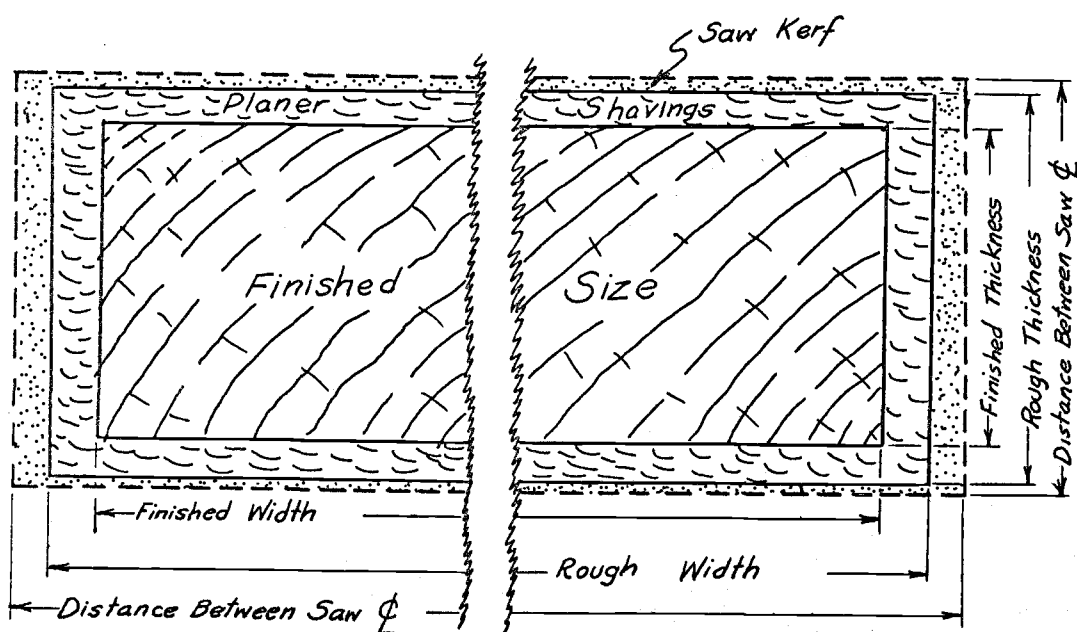 Saw Kerf
Planer Shavings
Finished Size
Finished Thickness
Rough Thickness
Distance Between Saw ℄
Finished Width
Rough Width
Distance Between Saw ℄